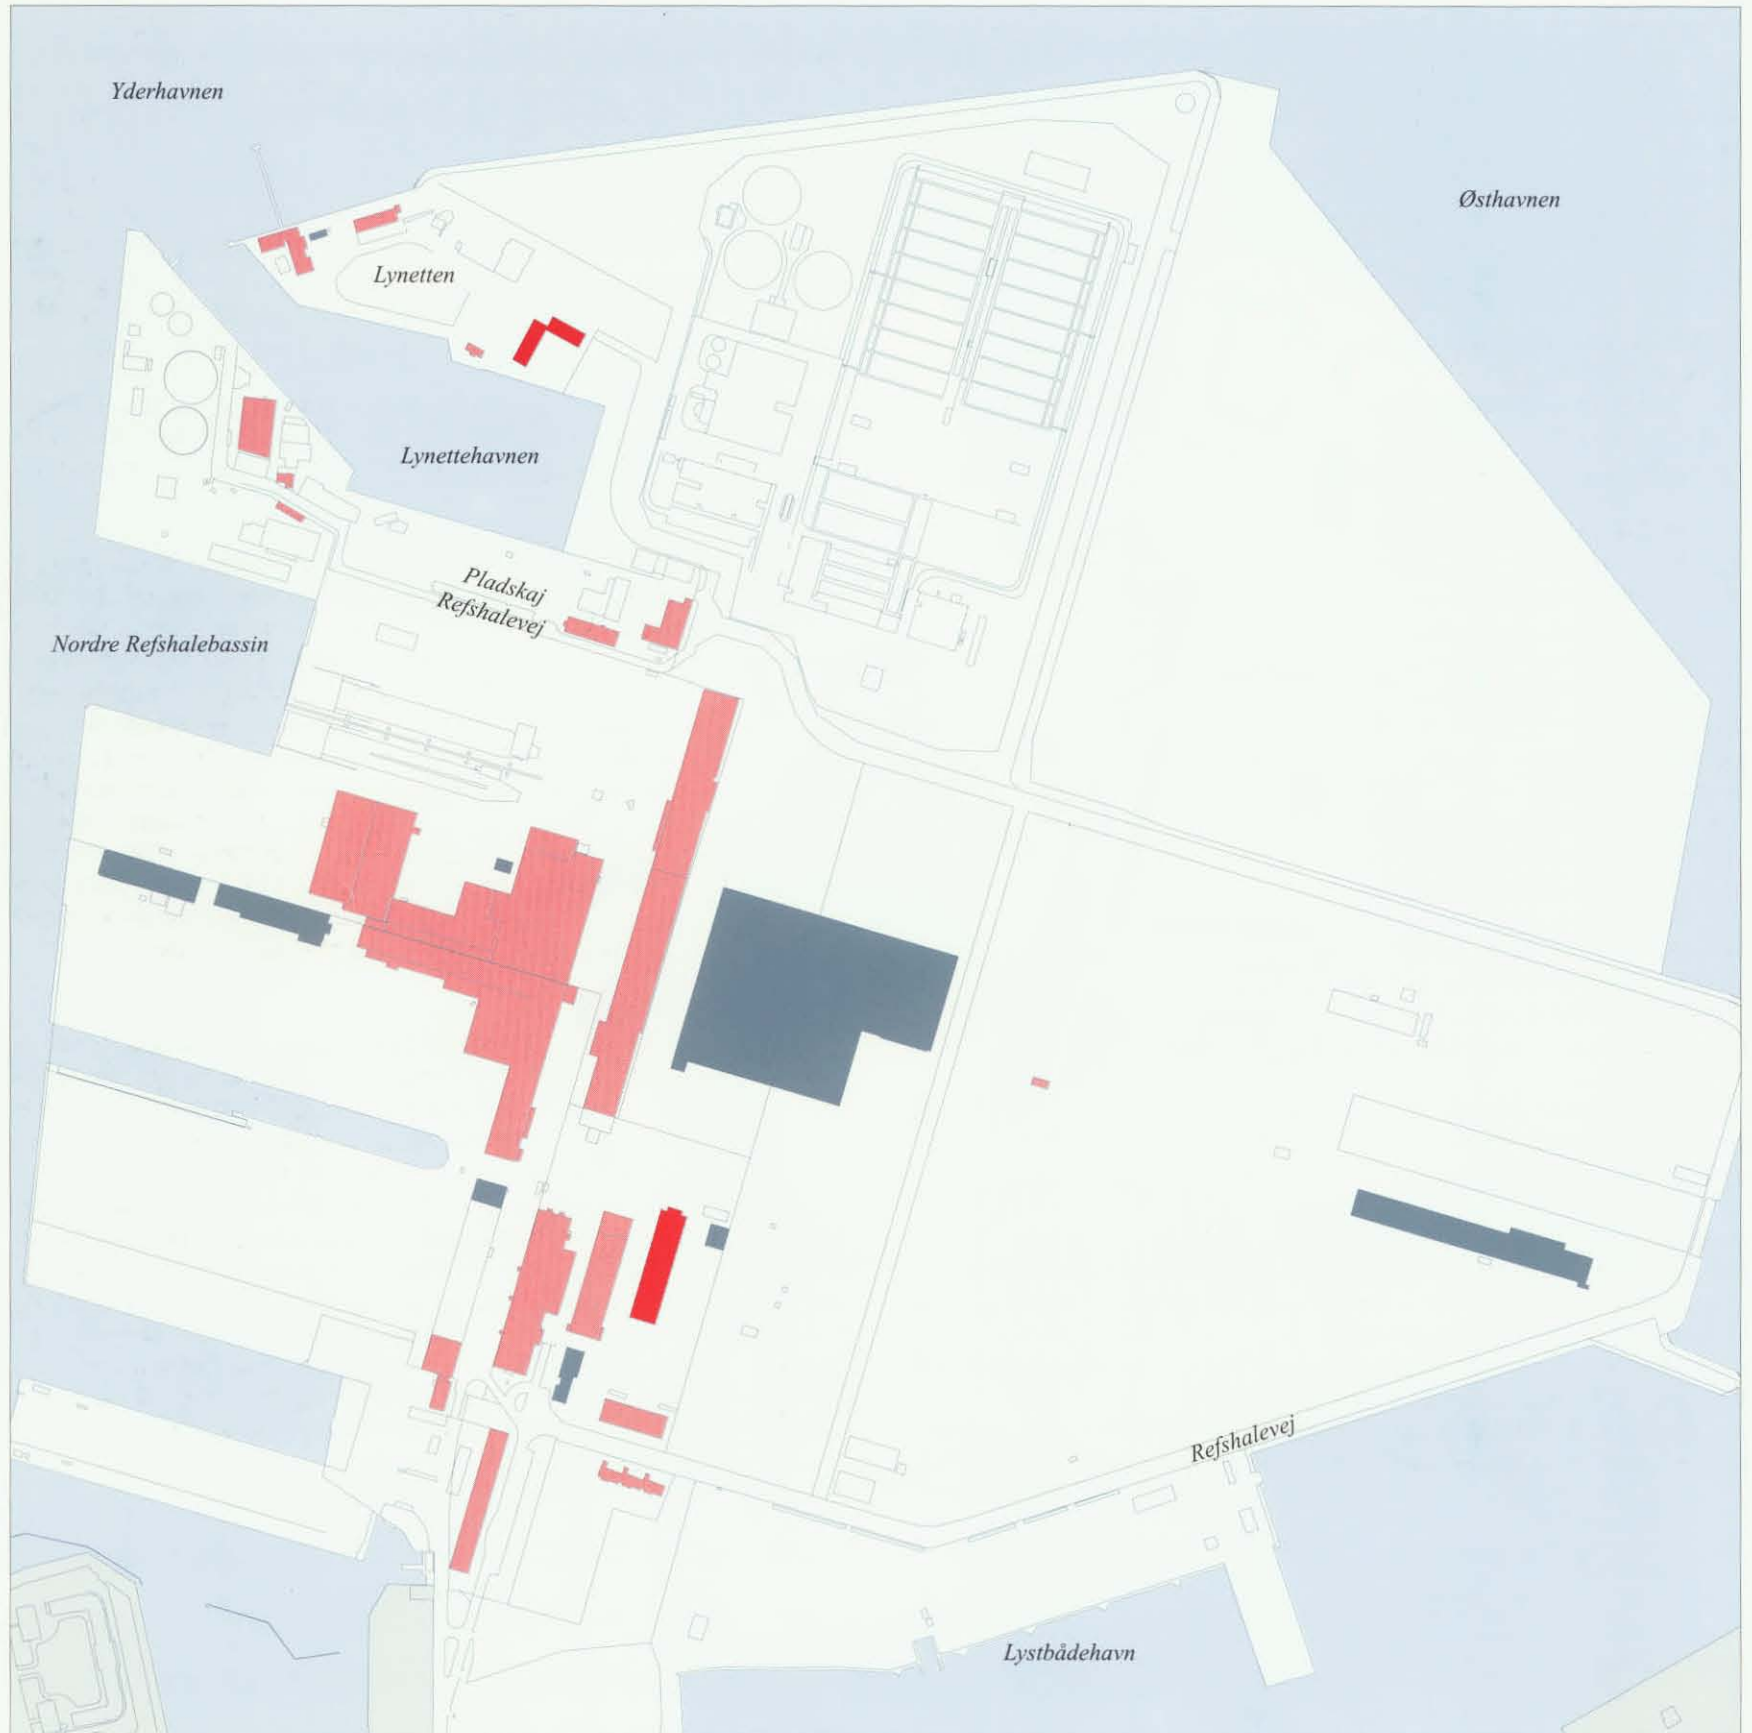 Yderhavnen
Østhavnen
Lynetten
Lynettehavnen
Pladskaj
Refshalevej
Nordre Refshalebassin
Refshalevej
Lystbådehavn